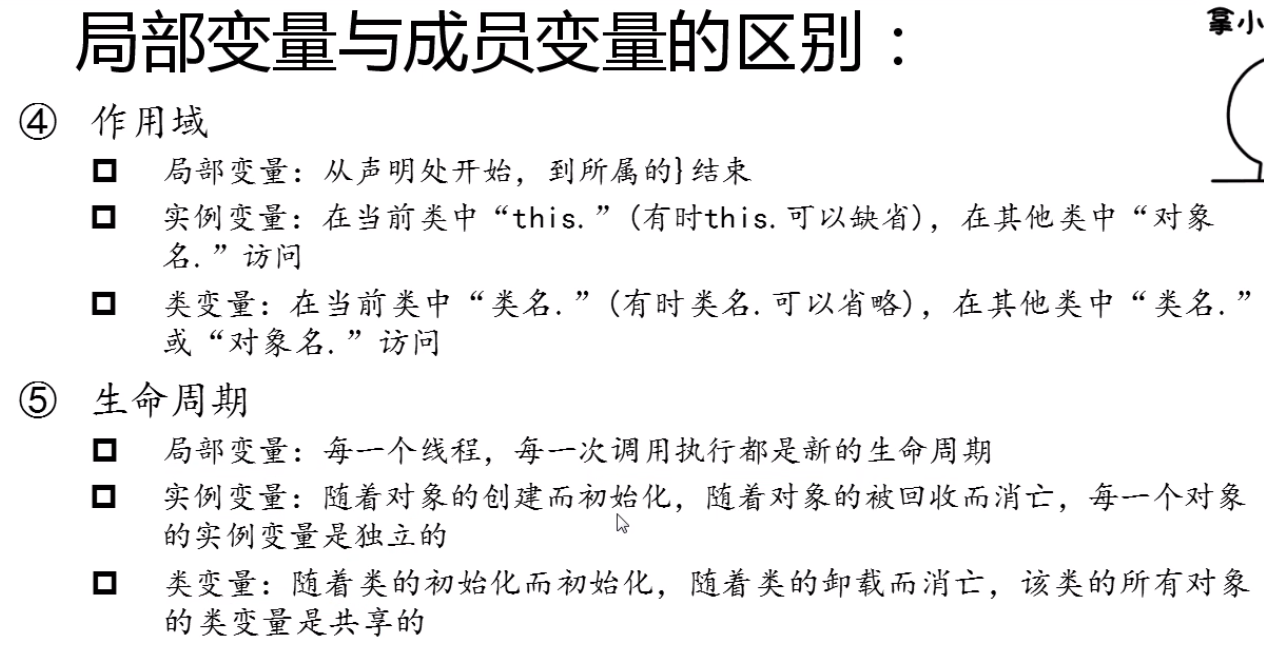 局部变量与成员变量的区别：
拿小
④ 作用域
局部变量：从声明处开始，到所属的}结束
实例变量：在当前类中“this.”(有时this.可以缺省)，在其他类中“对象
名.”访问
类变量：在当前类中“类名.”(有时类名.可以省略)，在其他类中“类名.”
或“对象名.”访问
⑤ 生命周期
局部变量：每一个线程，每一次调用执行都是新的生命周期
实例变量：随着对象的创建而初始化，随着对象的被回收而消亡，每一个对象
的实例变量是独立的
类变量：随着类的初始化而初始化，随着类的卸载而消亡，该类的所有对象
的类变量是共享的